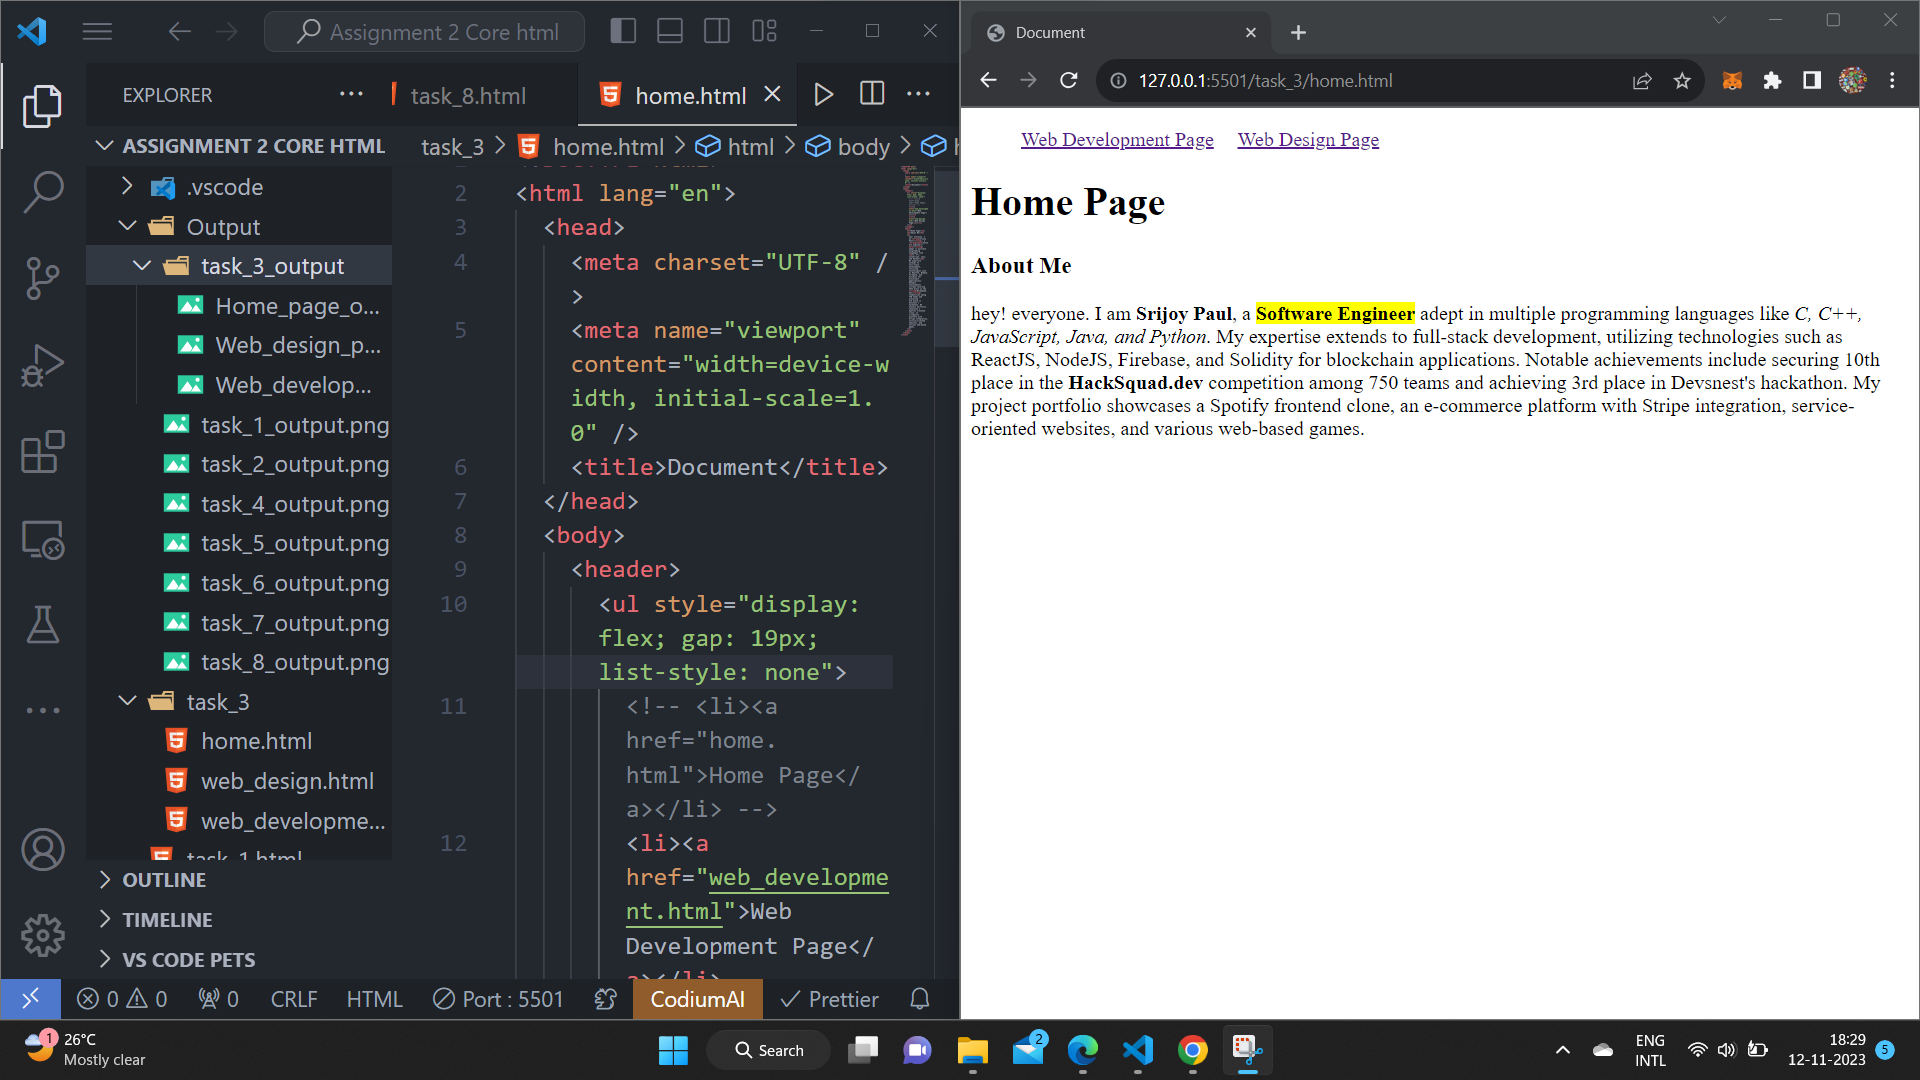 Assignment 2 Core html
EXPLORER
task_8.html
home.html
ASSIGNMENT 2 CORE HTML
.vscode
Output
task_3_output
Home_page_o...
Web_design_p...
Web_develop...
task_1_output.png
task_2_output.png
task_4_output.png
task_5_output.png
task_6_output.png
task_7_output.png
task_8_output.png
task_3
home.html
web_design.html
web_developme...
task_1.html
OUTLINE
TIMELINE
VS CODE PETS
task_3 > home.html > html > body >
2 <html lang="en">
3 <head>
4 <meta charset="UTF-8" /
>
5 <meta name="viewport"
content="width=device-w
idth, initial-scale=1.
0" />
6 <title>Document</title>
7 </head>
8 <body>
9 <header>
10 <ul style="display:
flex; gap: 19px;
list-style: none">
11 <!-- <li><a
href="home.
html">Home Page</
a></li> -->
12 <li><a
href="web_developme
nt.html">Web
Development Page</
a></li>
0 0 0 CRLF HTML Port : 5501 CodiumAI Prettier
Document
127.0.0.1:5501/task_3/home.html
Web Development Page Web Design Page
Home Page
About Me
hey! everyone. I am Srijoy Paul, a Software Engineer adept in multiple programming languages like C, C++,
JavaScript, Java, and Python. My expertise extends to full-stack development, utilizing technologies such as
ReactJS, NodeJS, Firebase, and Solidity for blockchain applications. Notable achievements include securing 10th
place in the HackSquad.dev competition among 750 teams and achieving 3rd place in Devsnest's hackathon. My
project portfolio showcases a Spotify frontend clone, an e-commerce platform with Stripe integration, service-
oriented websites, and various web-based games.
1
26°C
Mostly clear
Search
2
ENG
INTL
18:29
12-11-2023
5